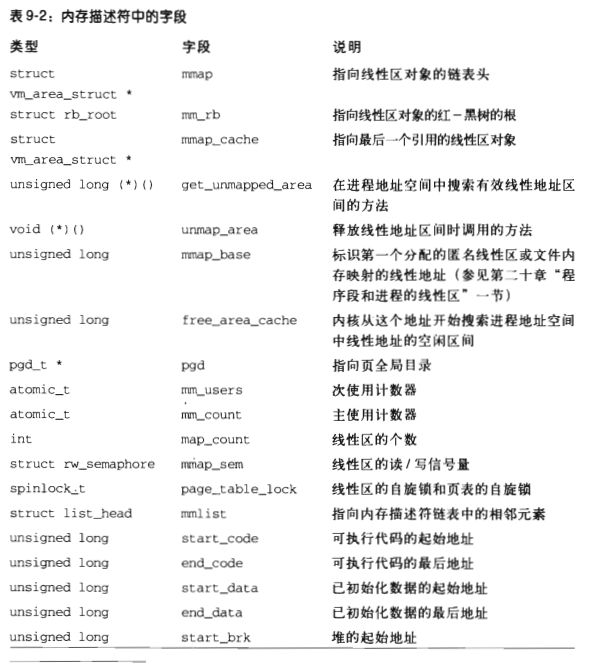 表9-2：内存描述符中的字段
类型 字段 说明
struct mmap 指向线性区对象的链表头
vm_area_struct *
struct rb_root mm_rb 指向线性区对象的红－黑树的根
struct mmap_cache 指向最后一个引用的线性区对象
vm_area_struct *
unsigned long (*)() get_unmapped_area 在进程地址空间中搜索有效线性地址区
间的方法
void (*)() unmap_area 释放线性地址区间时调用的方法
unsigned long mmap_base 标识第一个分配的匿名线性区或文件内
存映射的线性地址（参见第二十章“程
序段和进程的线性区”一节）
unsigned long free_area_cache 内核从这个地址开始搜索进程地址空间
中线性地址的空闲区间
pgd_t * pgd 指向页全局目录
atomic_t mm_users 次使用计数器
atomic_t mm_count 主使用计数器
int map_count 线性区的个数
struct rw_semaphore mmap_sem 线性区的读/写信号量
spinlock_t page_table_lock 线性区的自旋锁和页表的自旋锁
struct list_head mmlist 指向内存描述符链表中的相邻元素
unsigned long start_code 可执行代码的起始地址
unsigned long end_code 可执行代码的最后地址
unsigned long start_data 已初始化数据的起始地址
unsigned long end_data 已初始化数据的最后地址
unsigned long start_brk 堆的起始地址